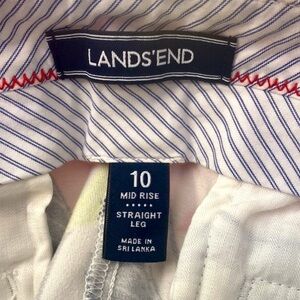 LANDS'END
10
MID RISE
STRAIGHT
LEG
MADE IN
SRI LANKA